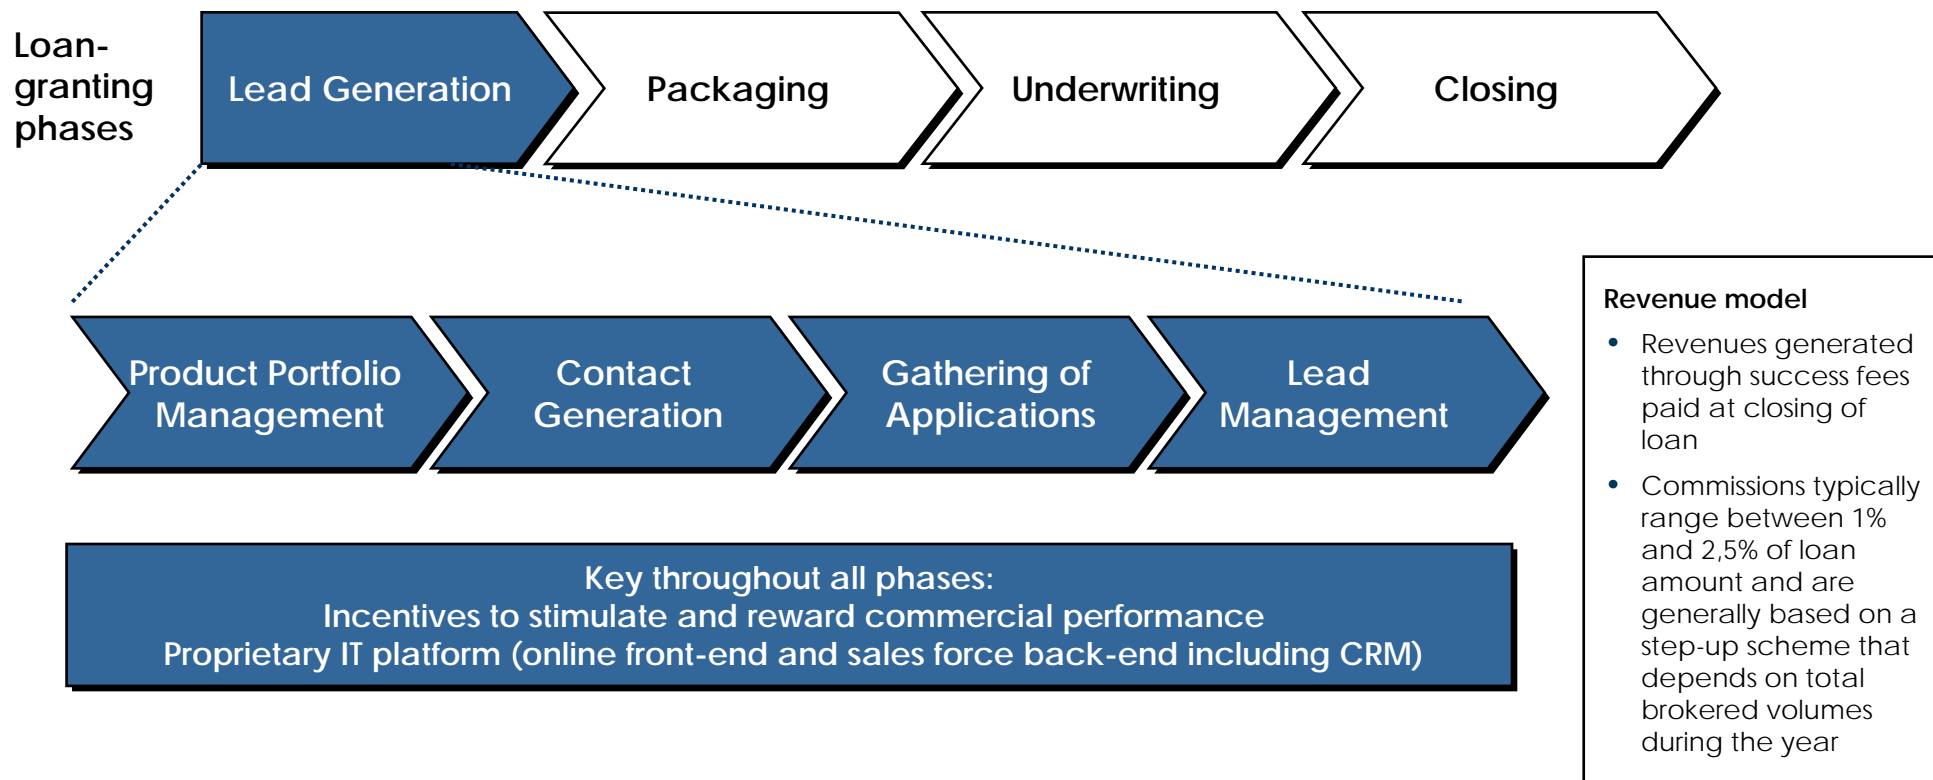 Loan-
granting
phases
Lead Generation
Packaging
Underwriting
Closing
Product Portfolio
Management
Contact
Generation
Gathering of
Applications
Lead
Management
Key throughout all phases:
Incentives to stimulate and reward commercial performance
Proprietary IT platform (online front-end and sales force back-end including CRM)
Revenue model
• Revenues generated
through success fees
paid at closing of
loan
• Commissions typically
range between 1%
and 2,5% of loan
amount and are
generally based on a
step-up scheme that
depends on total
brokered volumes
during the year